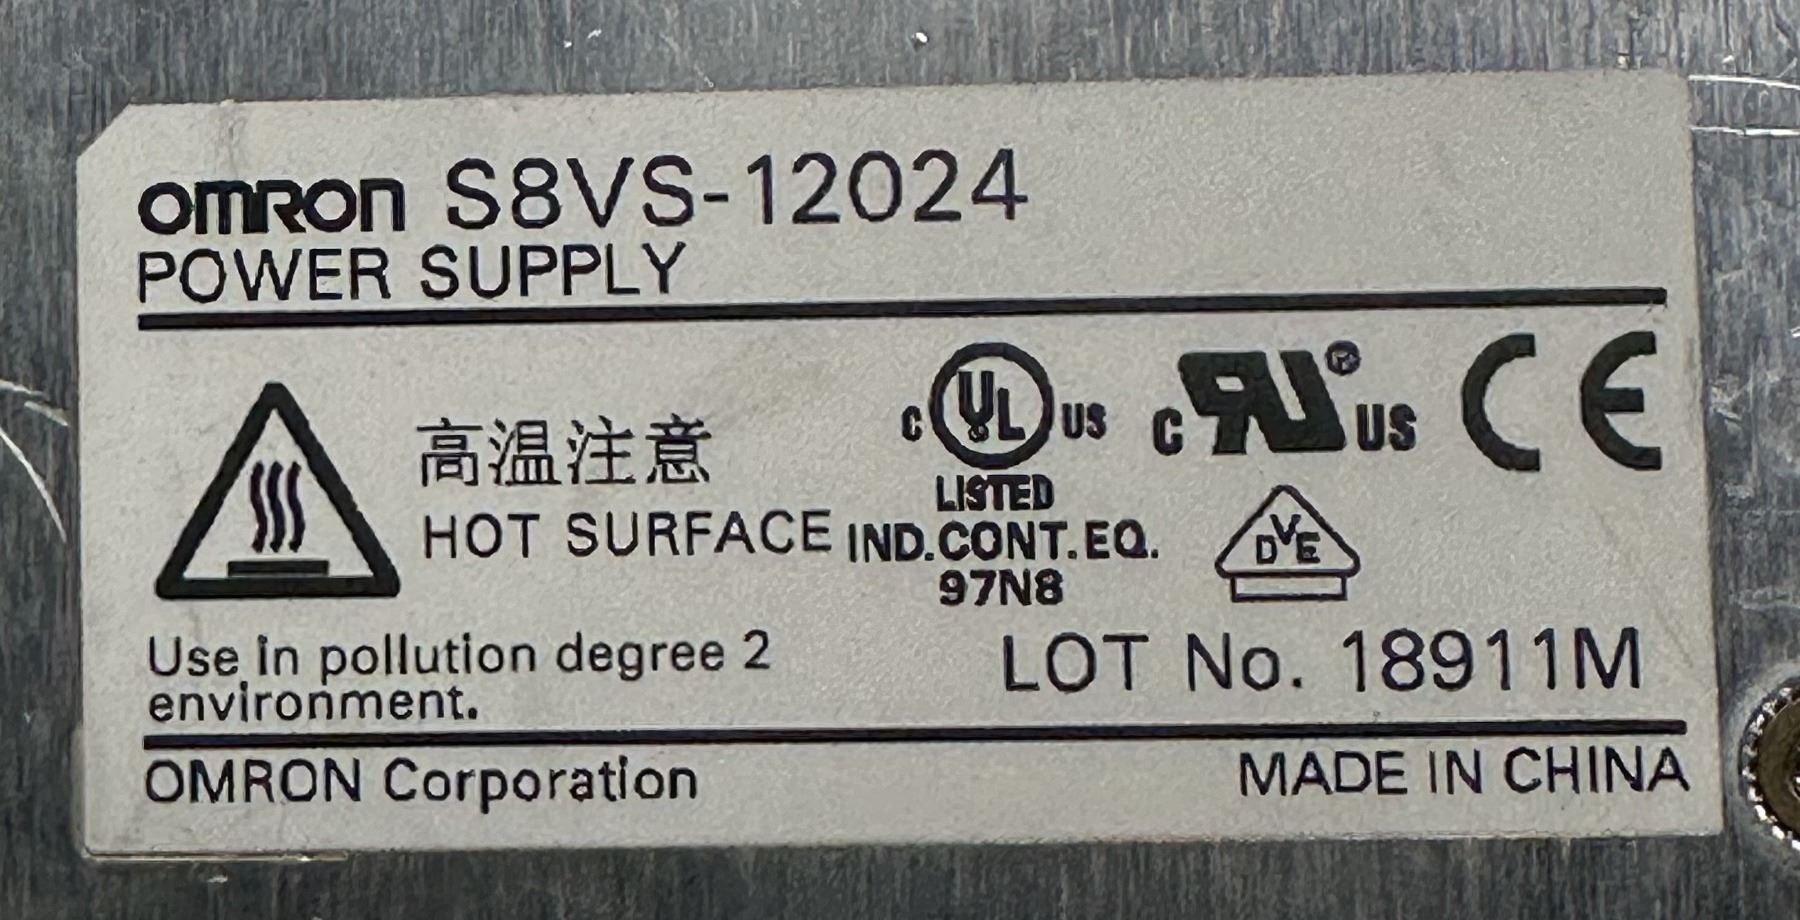 omron S8VS-12024
POWER SUPPLY
高温注意
HOT SURFACE
C UL US
LISTED
IND.CONT.EQ.
97N8
C RU® US
CE
DVE
Use in pollution degree 2
environment.
LOT No. 18911M
OMRON Corporation
MADE IN CHINA